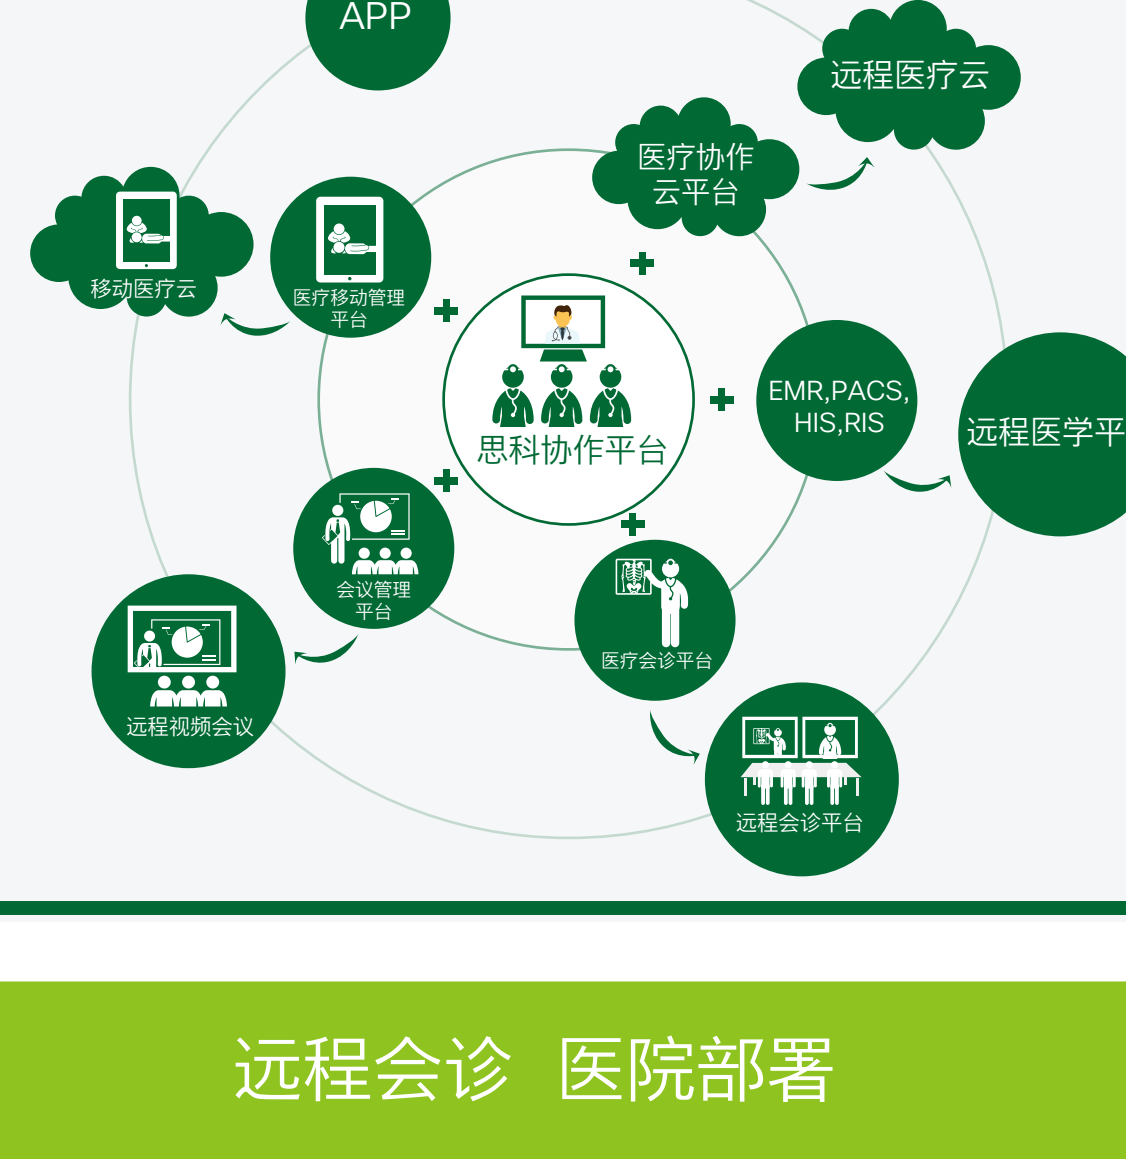 APP
远程医疗云
医疗协作
云平台
移动医疗云
医疗移动管理
平台
EMR,PACS,
HIS,RIS
远程医学平
思科协作平台
会议管理
平台
医疗会诊平台
远程视频会议
远程会诊平台
远程会诊 医院部署